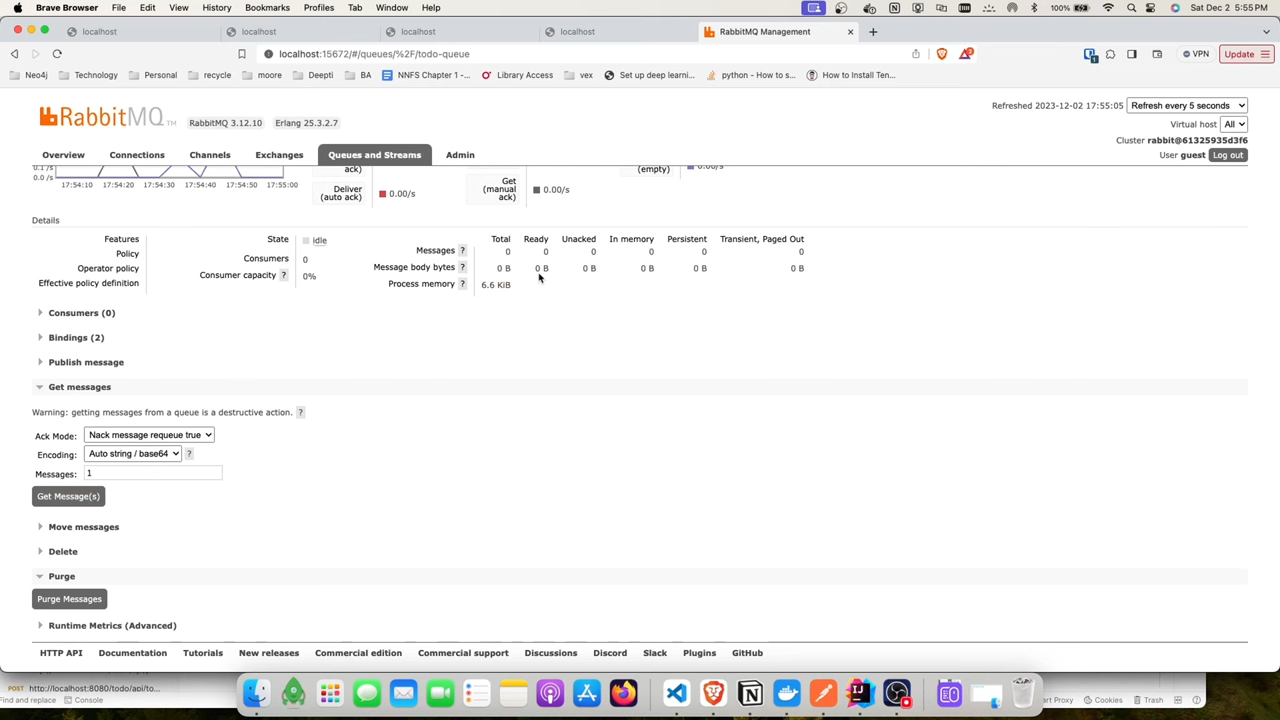 Brave Browser File Edit View History Bookmarks Profiles Tab Window Help 100% Sat Dec 2 5:55 PM
localhost localhost localhost localhost RabbitMQ Management
localhost:15672/#/queues/%2F/todo-queue VPN Update
Neo4j Technology Personal recycle moore Deepti BA NNFS Chapter 1 -... Library Access vex Set up deep learni... python - How to s... How to Install Ten...
RabbitMQ TM RabbitMQ 3.12.10 Erlang 25.3.2.7
Refreshed 2023-12-02 17:55:05 Refresh every 5 seconds
Virtual host All
Cluster rabbit@61325935d3f6
User guest Log out
Overview Connections Channels Exchanges Queues and Streams Admin
0.1 /s
0.0 /s
17:54:10 17:54:20 17:54:30 17:54:40 17:54:50 17:55:00
ack)
Deliver (auto ack) 0.00/s
Get (manual ack) 0.00/s
(empty) 0.00/s
Details
Features
Policy
Operator policy
Effective policy definition
State idle
Consumers 0
Consumer capacity ? 0%
Total Ready Unacked In memory Persistent Transient, Paged Out
Messages ? 0 0 0 0 0 0
Message body bytes ? 0 B 0 B 0 B 0 B 0 B 0 B
Process memory ? 6.6 KiB
Consumers (0)
Bindings (2)
Publish message
Get messages
Warning: getting messages from a queue is a destructive action. ?
Ack Mode: Nack message requeue true
Encoding: Auto string / base64 ?
Messages: 1
Get Message(s)
Move messages
Delete
Purge
Purge Messages
Runtime Metrics (Advanced)
HTTP API Documentation Tutorials New releases Commercial edition Commercial support Discussions Discord Slack Plugins GitHub
POST http://localhost:8080/todo/api/to...
Find and replace Console Start Proxy Cookies Trash